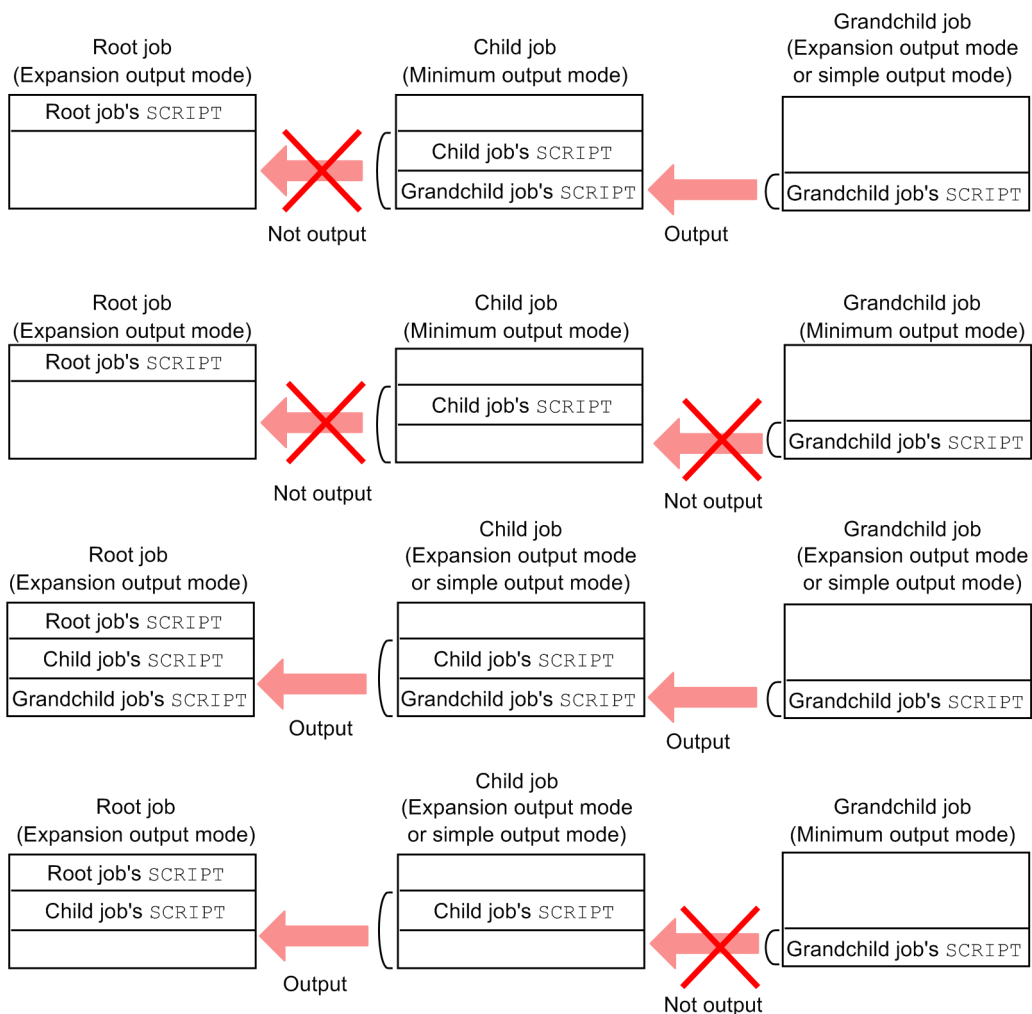 Root job
(Expansion output mode)
Child job
(Minimum output mode)
Grandchild job
(Expansion output mode
or simple output mode)
Root job's SCRIPT
Child job's SCRIPT
Grandchild job's SCRIPT
Grandchild job's SCRIPT
Not output
Output
Root job
(Expansion output mode)
Child job
(Minimum output mode)
Grandchild job
(Minimum output mode)
Root job's SCRIPT
Child job's SCRIPT
Grandchild job's SCRIPT
Not output
Not output
Root job
(Expansion output mode)
Child job
(Expansion output mode
or simple output mode)
Grandchild job
(Expansion output mode
or simple output mode)
Root job's SCRIPT
Child job's SCRIPT
Grandchild job's SCRIPT
Child job's SCRIPT
Grandchild job's SCRIPT
Grandchild job's SCRIPT
Output
Output
Root job
(Expansion output mode)
Child job
(Expansion output mode
or simple output mode)
Grandchild job
(Minimum output mode)
Root job's SCRIPT
Child job's SCRIPT
Child job's SCRIPT
Grandchild job's SCRIPT
Output
Not output